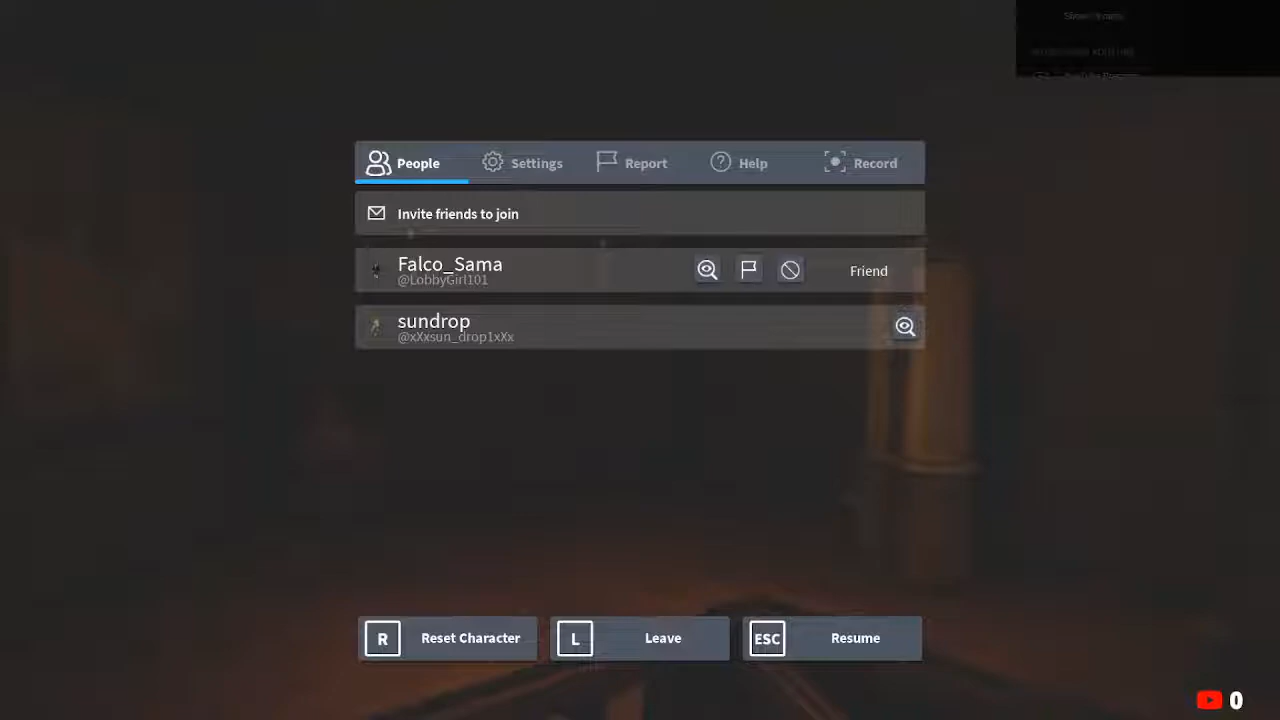 People
Settings
Report
Help
Record
Invite friends to join
Falco_Sama
@LobbyGirl101
Friend
sundrop
@xXxsun_drop1xXx
R
Reset Character
L
Leave
ESC
Resume
0